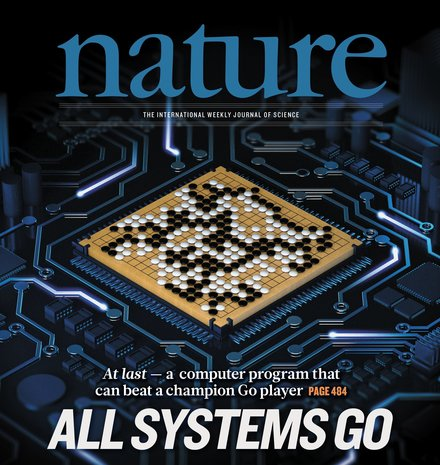 nature
THE INTERNATIONAL WEEKLY JOURNAL OF SCIENCE
At last — a computer program that
can beat a champion Go player PAGE 484
ALL SYSTEMS GO